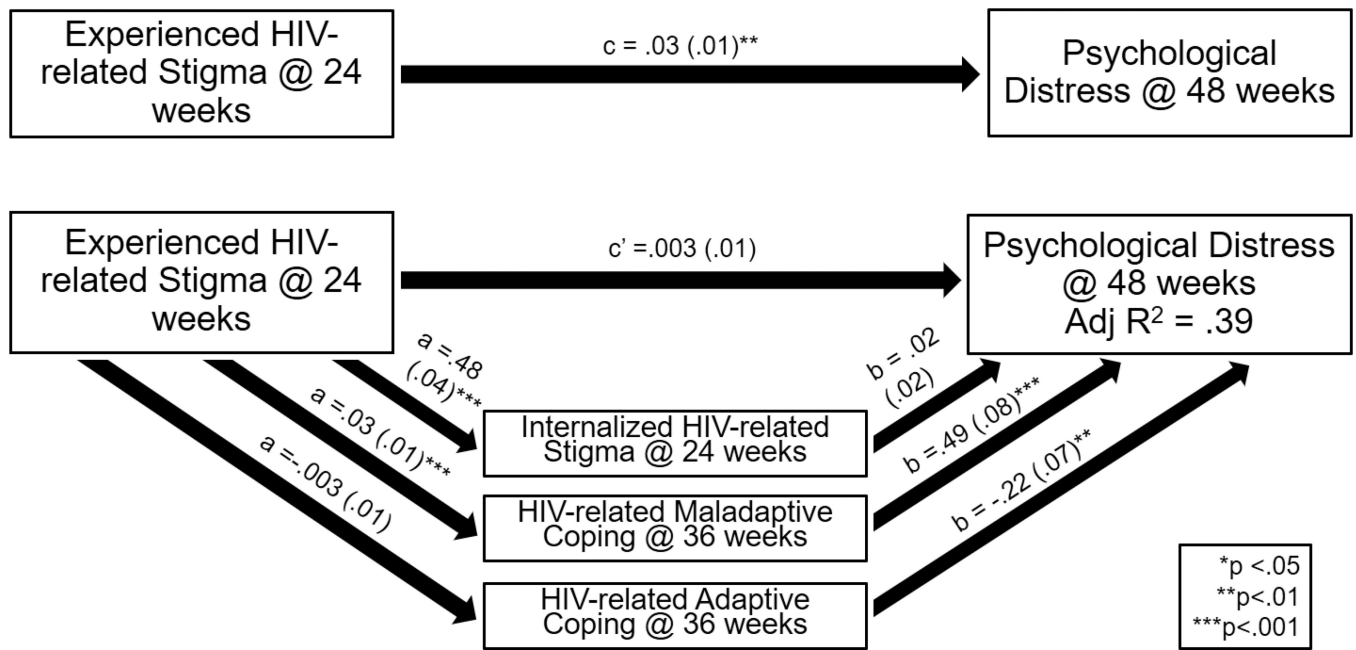 Experienced HIV-
related Stigma @ 24
weeks
c = .03 (.01)**
Psychological
Distress @ 48 weeks
Experienced HIV-
related Stigma @ 24
weeks
c’ =.003 (.01)
Psychological Distress
@ 48 weeks
Adj R² = .39
a =.48
(.04)***
a =.03 (.01)***
a =-.003 (.01)
b = .02
(.02)
b =.49 (.08)***
b = -.22 (.07)**
Internalized HIV-related
Stigma @ 24 weeks
HIV-related Maladaptive
Coping @ 36 weeks
HIV-related Adaptive
Coping @ 36 weeks
*p <.05
**p<.01
***p<.001